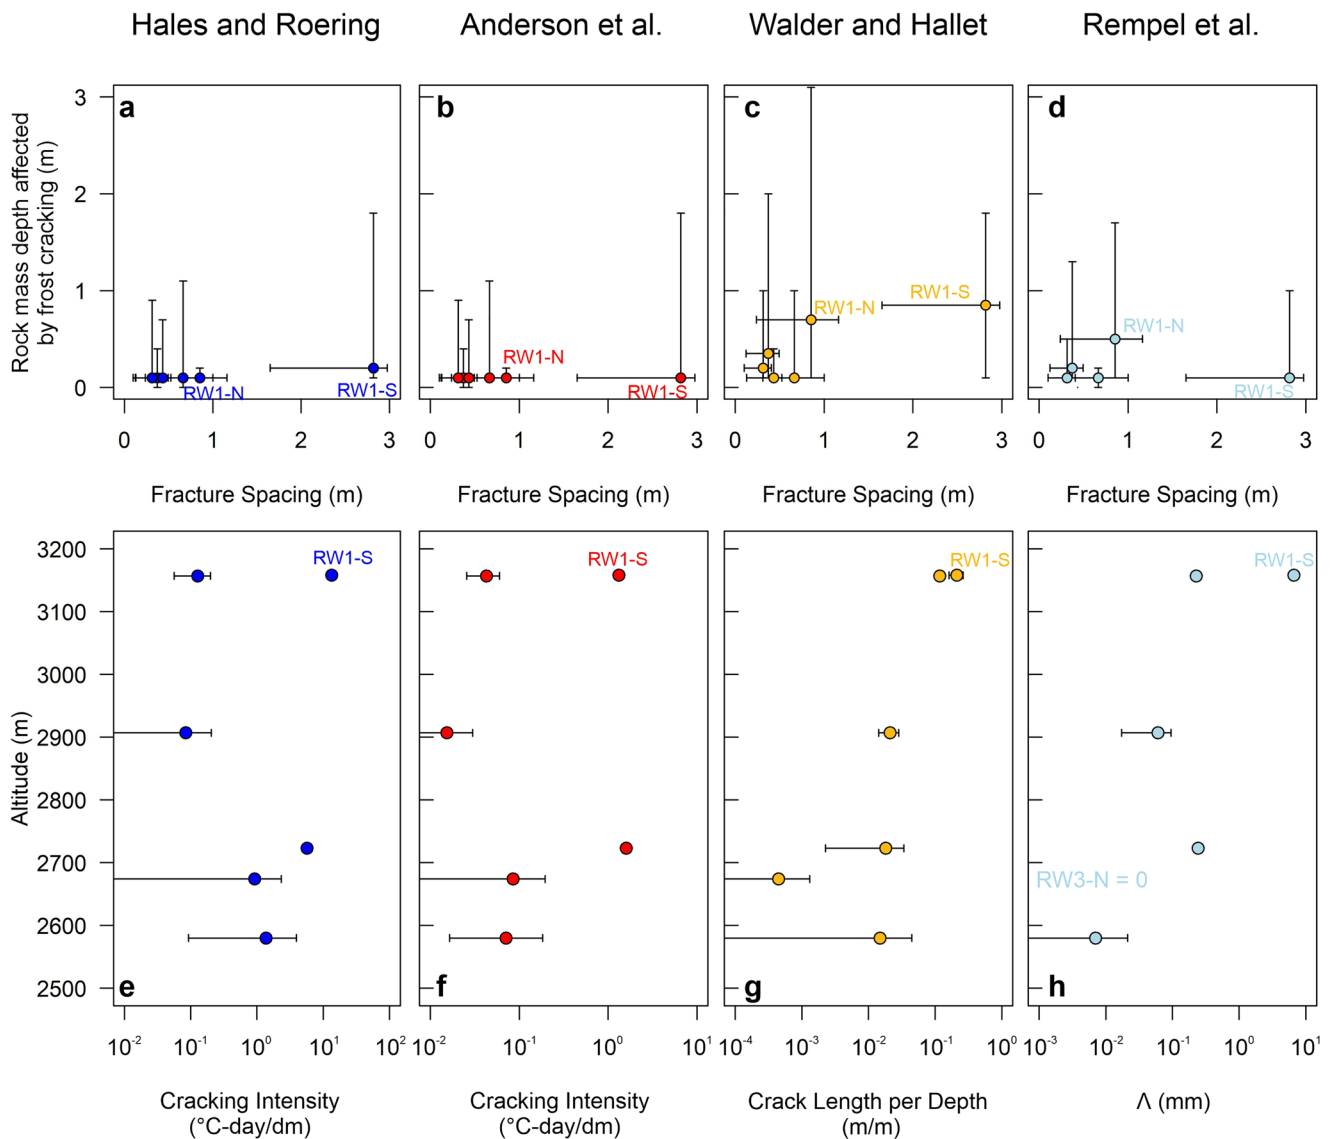 Hales and Roering
Anderson et al.
Walder and Hallet
Rempel et al.
Rock mass depth affected
by frost cracking (m)
3
2
1
0
a
RW1-N
RW1-S
0 1 2 3
Fracture Spacing (m)
b
RW1-N
RW1-S
0 1 2 3
Fracture Spacing (m)
c
RW1-N
RW1-S
0 1 2 3
Fracture Spacing (m)
d
RW1-N
RW1-S
0 1 2 3
Fracture Spacing (m)
Altitude (m)
3200
3100
3000
2900
2800
2700
2600
2500
RW1-S
e
10⁻² 10⁻¹ 10⁰ 10¹ 10²
Cracking Intensity
(°C-day/dm)
RW1-S
f
10⁻² 10⁻¹ 10⁰ 10¹
Cracking Intensity
(°C-day/dm)
RW1-S
g
10⁻⁴ 10⁻³ 10⁻² 10⁻¹ 10⁰
Crack Length per Depth
(m/m)
RW1-S
RW3-N = 0
h
10⁻³ 10⁻² 10⁻¹ 10⁰ 10¹
Λ (mm)